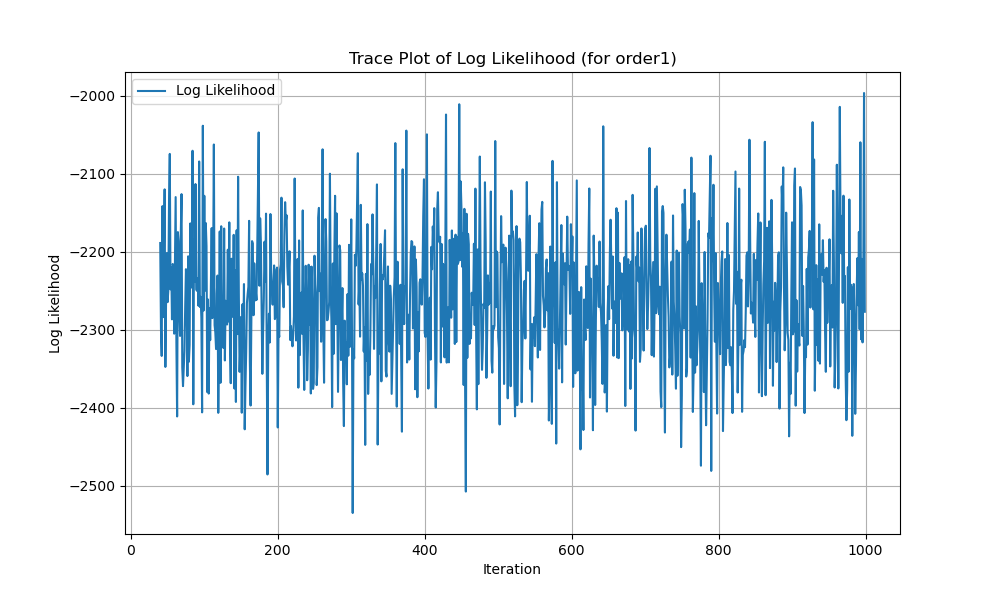 Trace Plot of Log Likelihood (for order1)
Log Likelihood
−2000
−2100
−2200
−2300
−2400
−2500
Log Likelihood
0 200 400 600 800 1000
Iteration